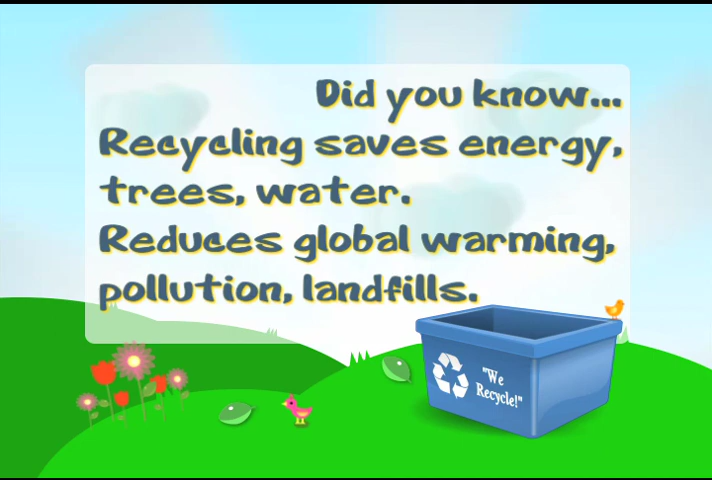 Did you know...
Recycling saves energy,
trees, water.
Reduces global warming,
pollution, landfills.
"We
Recycle!"